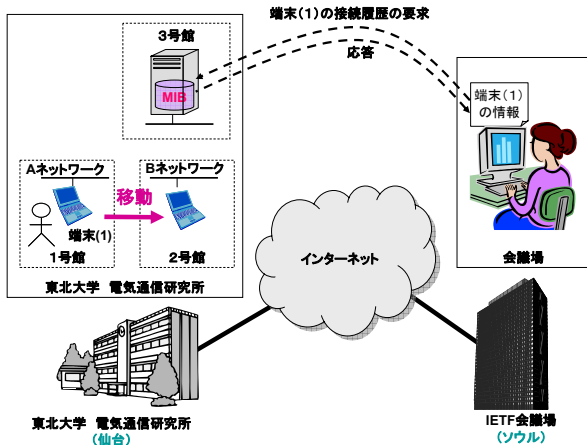 端末(1)の接続履歴の要求
応答
3号館
MIB
端末(1)
の情報
Aネットワーク
Bネットワーク
移動
端末(1)
1号館
2号館
東北大学 電気通信研究所
会議場
インターネット
東北大学 電気通信研究所
(仙台)
IETF会議場
(ソウル)